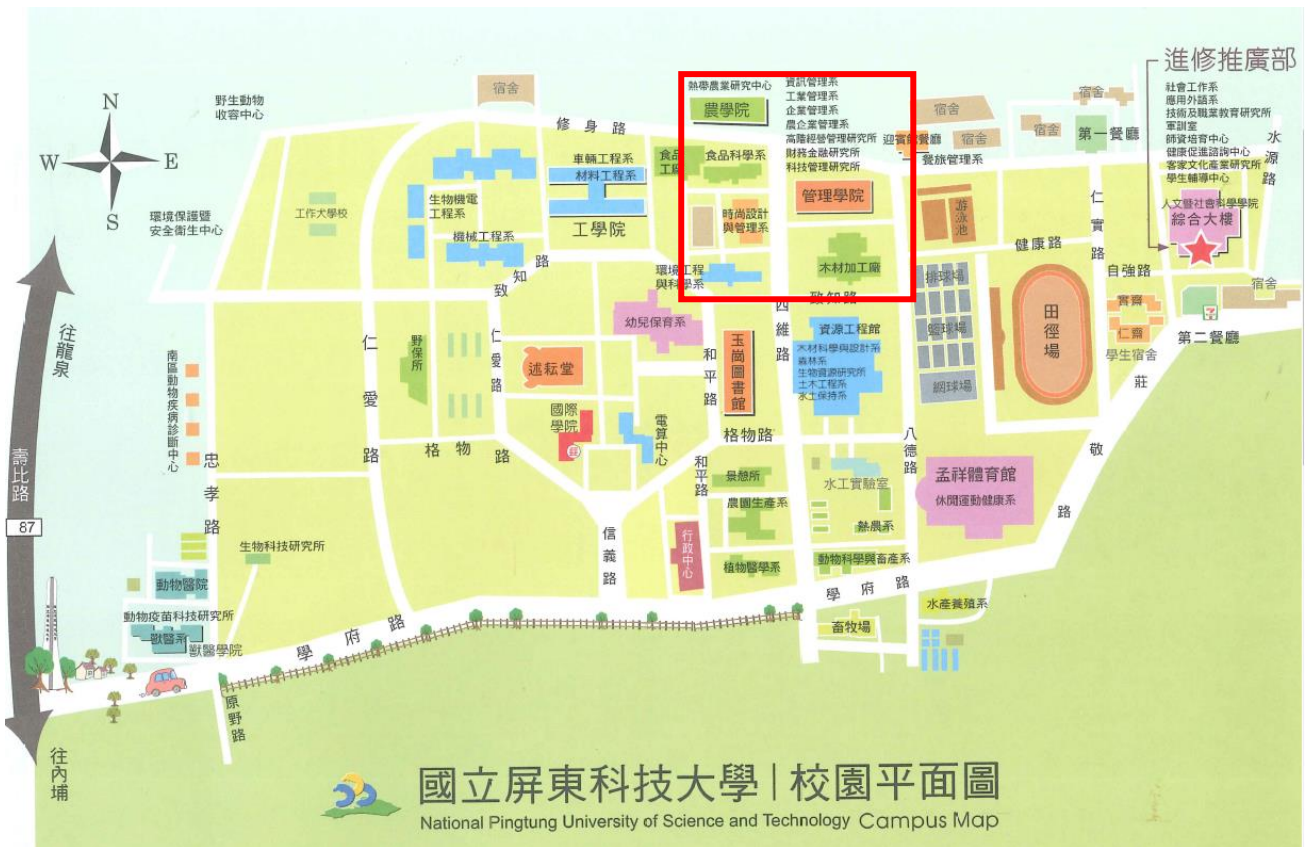 進修推廣部
社會工作系
應用外語系
技術及職業教育研究所
軍訓室
師資培育中心
健康促進諮詢中心
客家文化產業研究所
學生輔導中心
人文暨社會科學學院
綜合大樓
水源路
N
W
E
S
野生動物
收容中心
宿舍
修身路
熱帶農業研究中心
農學院
資訊管理系
工業管理系
企業管理系
農企業管理系
高階經營管理研究所
財務金融研究所
科技管理研究所
迎賓館餐廳
宿舍
宿舍
餐旅管理系
宿舍
宿舍
第一餐廳
車輛工程系
材料工程系
工學院
食品
工廠
食品科學系
管理學院
時尚設計
與管理系
木材加工廠
環境工程
與科學系
致知路
生物機電
工程系
機械工程系
致知路
工作犬學校
環境保護暨
安全衛生中心
游泳池
健康路
仁實路
自強路
宿舍
實齋
仁齋
學生宿舍
第二餐廳
排球場
籃球場
網球場
田徑場
往龍泉
壽比路
87
往內埔
南區動物疾病診斷中心
忠孝路
仁愛路
野保所
仁愛路
述耘堂
幼兒保育系
和平路
玉崗圖書館
四維路
資源工程館
木材科學與設計系
森林系
生物資源研究所
土木工程系
水土保持系
國際
學院
電算中心
格物路
格物路
和平路
八德路
莊敬路
景憩所
農園生產系
水工實驗室
熱農系
孟祥體育館
休閒運動健康系
信義路
行政中心
植物醫學系
動物科學與畜產系
生物科技研究所
動物醫院
動物疫苗科技研究所
獸醫系
獸醫學院
學府路
學府路
水產養殖系
畜牧場
原野路
國立屏東科技大學|校園平面圖
National Pingtung University of Science and Technology Campus Map